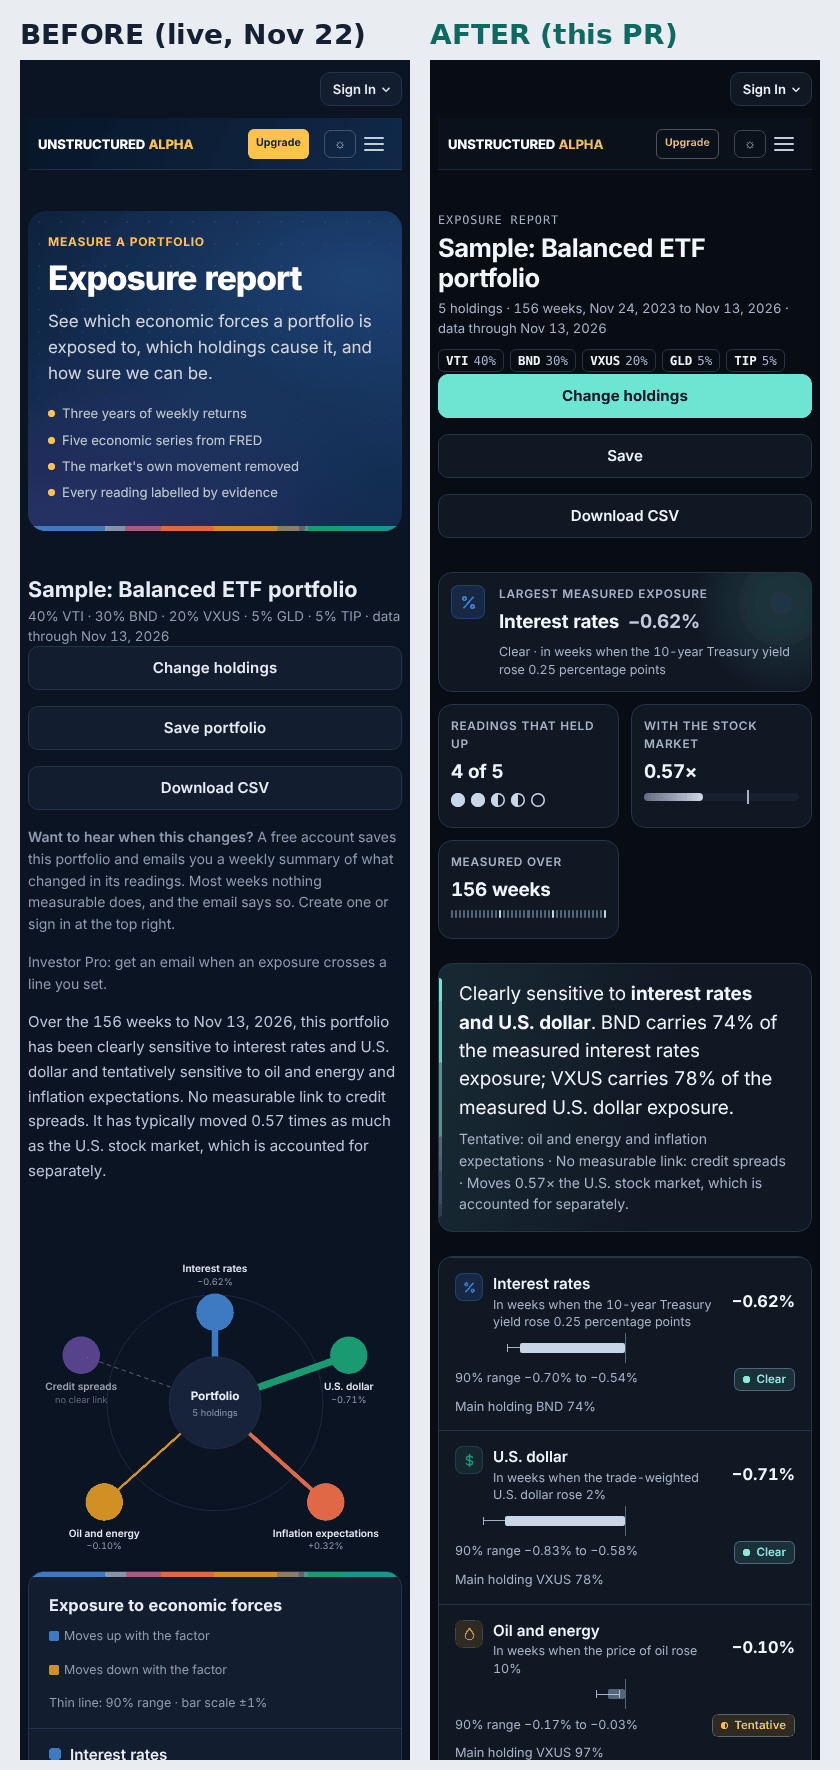 BEFORE (live, Nov 22)
Sign In
UNSTRUCTURED ALPHA
Upgrade
MEASURE A PORTFOLIO
Exposure report
See which economic forces a portfolio is
exposed to, which holdings cause it, and
how sure we can be.
Three years of weekly returns
Five economic series from FRED
The market's own movement removed
Every reading labelled by evidence
Sample: Balanced ETF portfolio
40% VTI · 30% BND · 20% VXUS · 5% GLD · 5% TIP · data
through Nov 13, 2026
Change holdings
Save portfolio
Download CSV
Want to hear when this changes? A free account saves
this portfolio and emails you a weekly summary of what
changed in its readings. Most weeks nothing
measurable does, and the email says so. Create one or
sign in at the top right.
Investor Pro: get an email when an exposure crosses a
line you set.
Over the 156 weeks to Nov 13, 2026, this portfolio
has been clearly sensitive to interest rates and U.S.
dollar and tentatively sensitive to oil and energy and
inflation expectations. No measurable link to credit
spreads. It has typically moved 0.57 times as much
as the U.S. stock market, which is accounted for
separately.
Interest rates
−0.62%
Credit spreads
no clear link
Portfolio
5 holdings
U.S. dollar
−0.71%
Oil and energy
−0.10%
Inflation expectations
+0.32%
Exposure to economic forces
Moves up with the factor
Moves down with the factor
Thin line: 90% range · bar scale ±1%
Interest rates
AFTER (this PR)
Sign In
UNSTRUCTURED ALPHA
Upgrade
EXPOSURE REPORT
Sample: Balanced ETF
portfolio
5 holdings · 156 weeks, Nov 24, 2023 to Nov 13, 2026 ·
data through Nov 13, 2026
VTI 40% BND 30% VXUS 20% GLD 5% TIP 5%
Change holdings
Save
Download CSV
LARGEST MEASURED EXPOSURE
Interest rates −0.62%
Clear · in weeks when the 10-year Treasury yield
rose 0.25 percentage points
READINGS THAT HELD
UP
4 of 5
WITH THE STOCK
MARKET
0.57×
MEASURED OVER
156 weeks
Clearly sensitive to interest rates
and U.S. dollar. BND carries 74% of
the measured interest rates
exposure; VXUS carries 78% of the
measured U.S. dollar exposure.
Tentative: oil and energy and inflation
expectations · No measurable link: credit spreads
· Moves 0.57× the U.S. stock market, which is
accounted for separately.
Interest rates
In weeks when the 10-year Treasury
yield rose 0.25 percentage points
−0.62%
90% range −0.70% to −0.54%
Clear
Main holding BND 74%
U.S. dollar
In weeks when the trade-weighted
U.S. dollar rose 2%
−0.71%
90% range −0.83% to −0.58%
Clear
Main holding VXUS 78%
Oil and energy
In weeks when the price of oil rose
10%
−0.10%
90% range −0.17% to −0.03%
Tentative
Main holding VXUS 97%